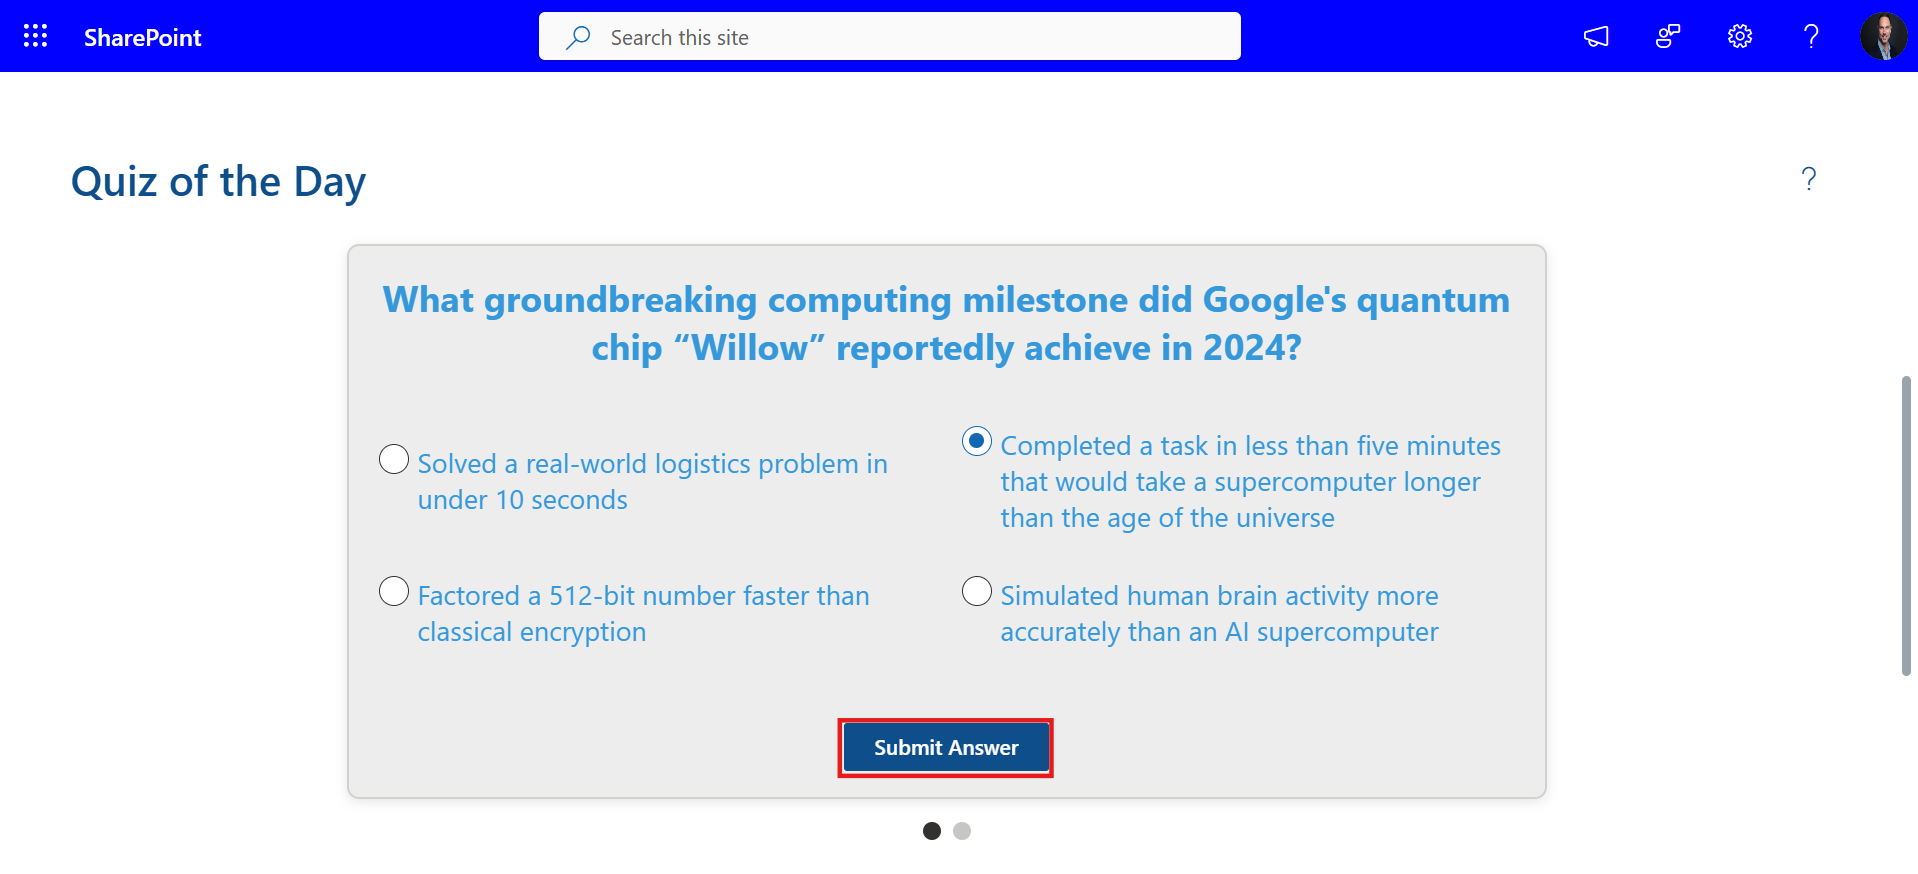 SharePoint
Search this site
Quiz of the Day
What groundbreaking computing milestone did Google's quantum
chip “Willow” reportedly achieve in 2024?
Solved a real-world logistics problem in
under 10 seconds
Completed a task in less than five minutes
that would take a supercomputer longer
than the age of the universe
Factored a 512-bit number faster than
classical encryption
Simulated human brain activity more
accurately than an AI supercomputer
Submit Answer